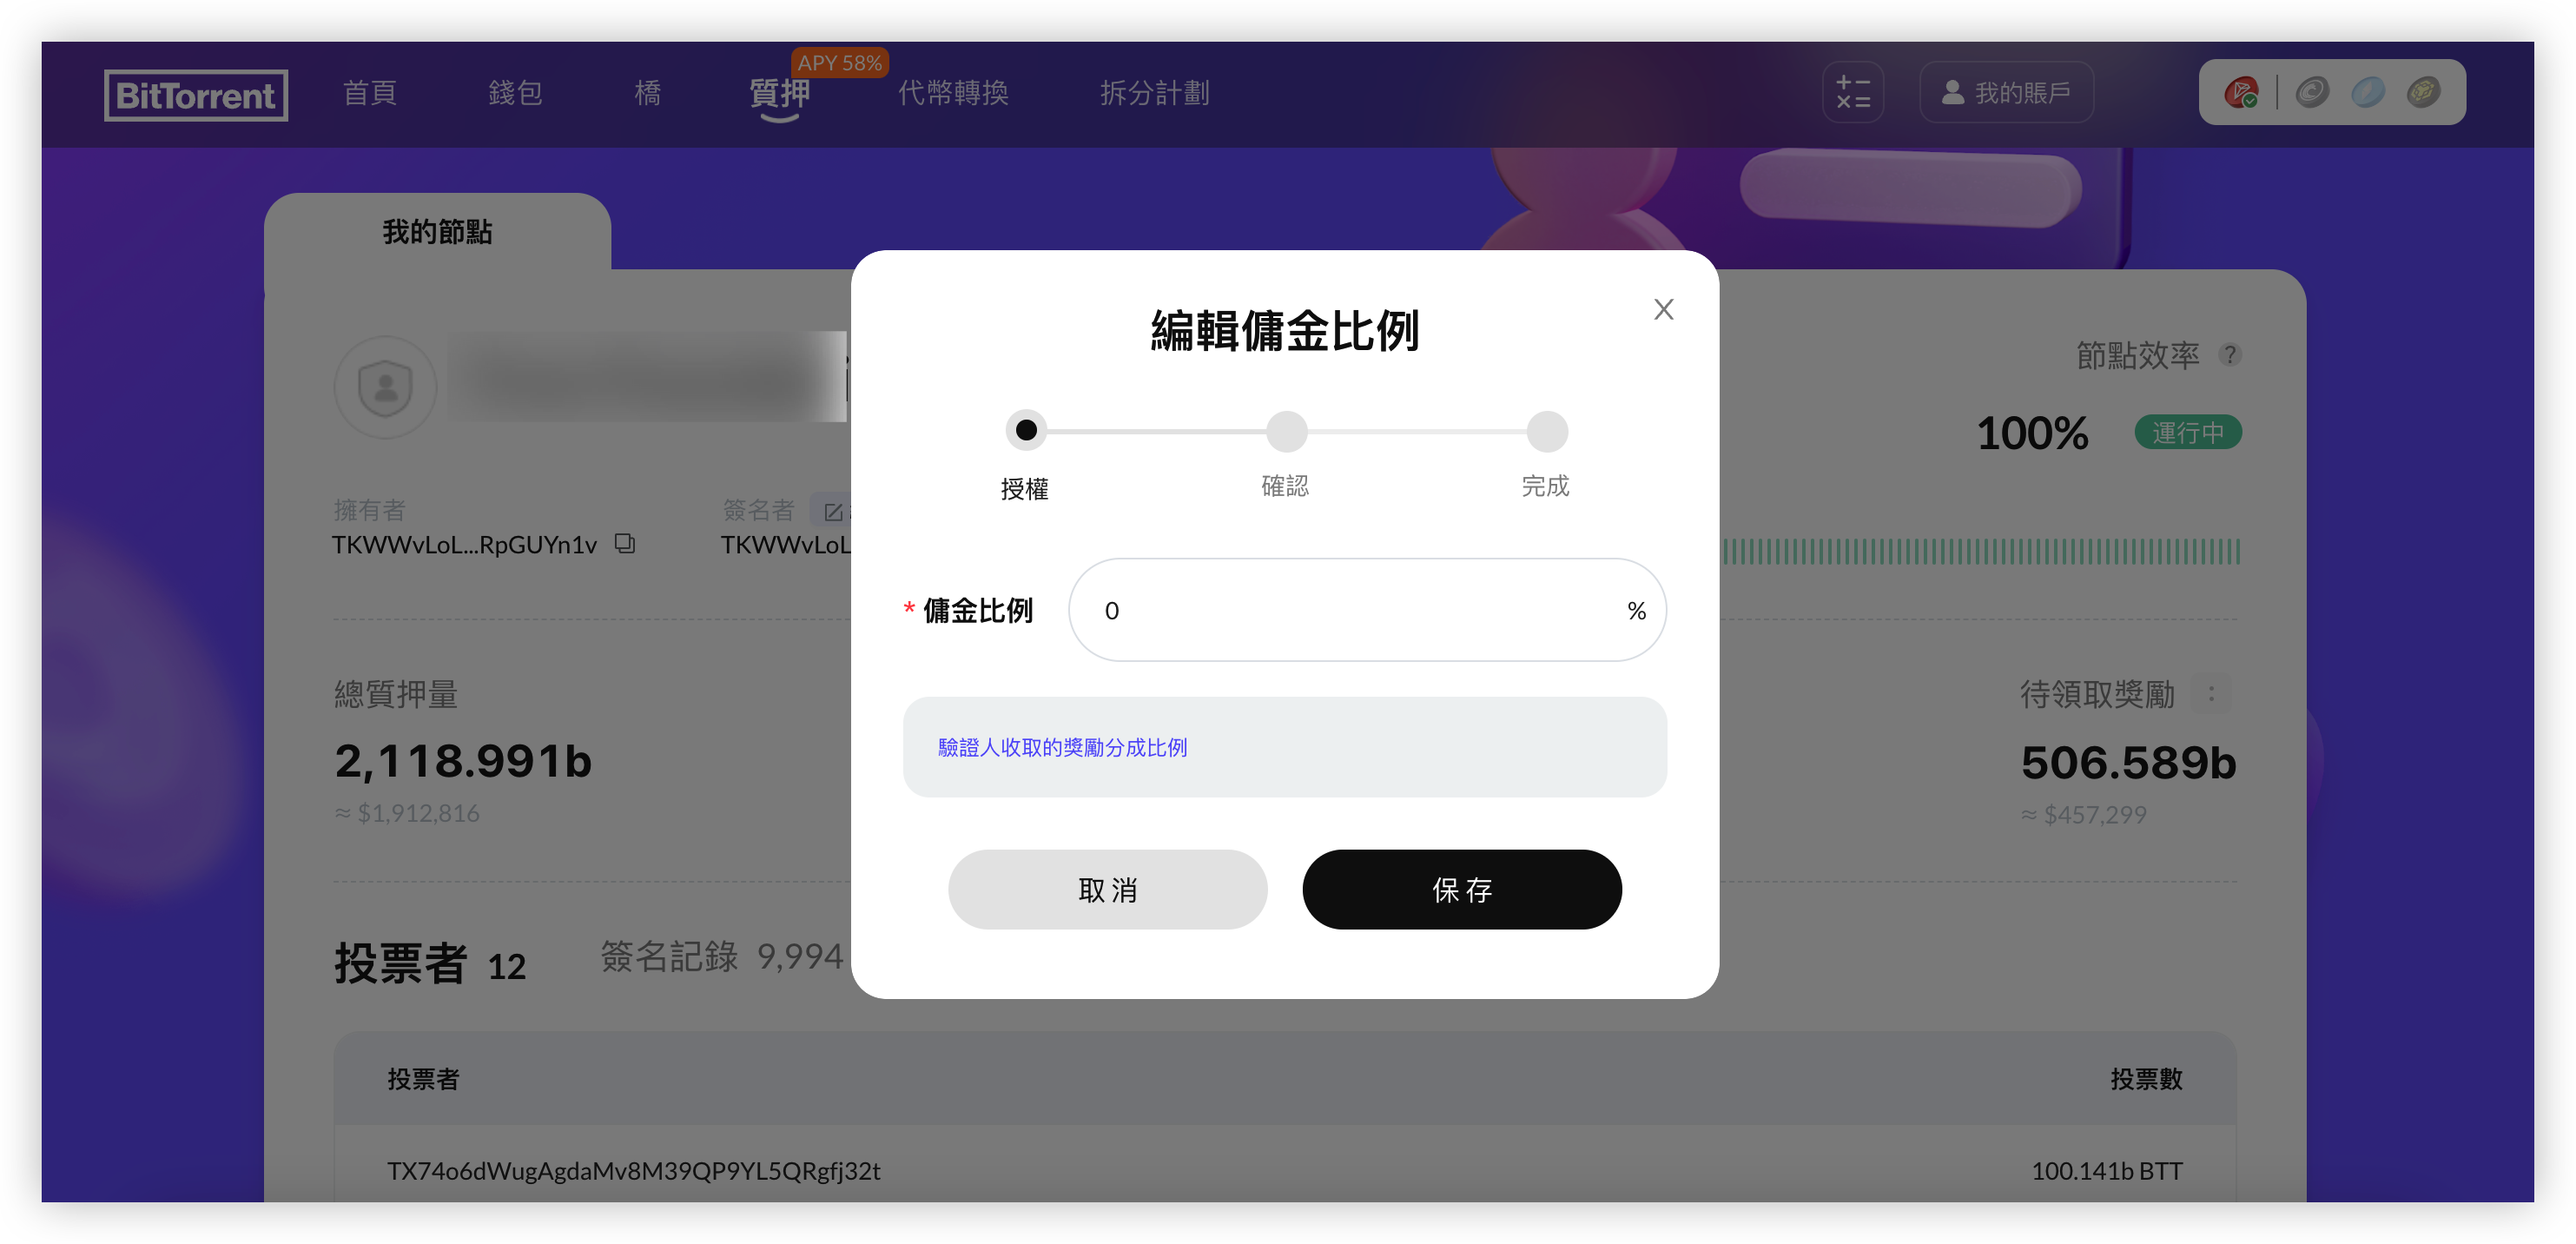 BitTorrent
首頁
錢包
橋
質押
APY 58%
代幣轉換
拆分計劃
我的賬戶
我的節點
節點效率 ?
100%
運行中
擁有者
TKWWvLoL...RpGUYn1v
簽名者
TKWWvLoL
總質押量
2,118.991b
≈ $1,912,816
待領取獎勵
506.589b
≈ $457,299
投票者 12
簽名記錄 9,994
投票者
投票數
TX74o6dWugAgdaMv8M39QP9YL5QRgfj32t
100.141b BTT
編輯傭金比例
X
授權
確認
完成
* 傭金比例
0
%
驗證人收取的獎勵分成比例
取消
保存